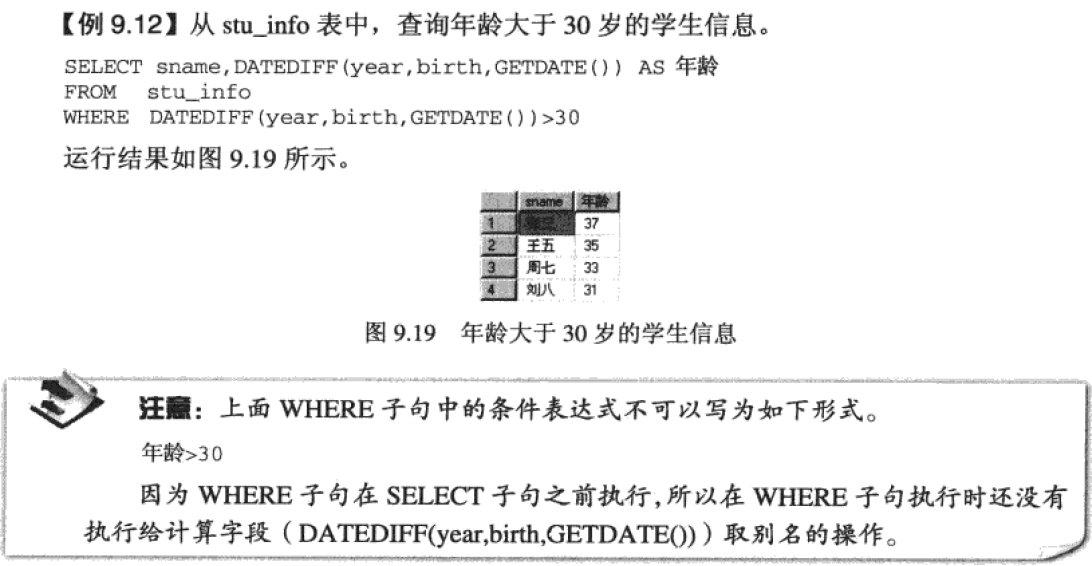 【例 9.12】从 stu_info 表中，查询年龄大于 30 岁的学生信息。
SELECT sname,DATEDIFF(year,birth,GETDATE()) AS 年龄
FROM stu_info
WHERE DATEDIFF(year,birth,GETDATE())>30
运行结果如图 9.19 所示。
sname 年龄
1 37
2 王五 35
3 周七 33
4 刘八 31
图 9.19 年龄大于 30 岁的学生信息
注意：上面 WHERE 子句中的条件表达式不可以写为如下形式。
年龄>30
因为 WHERE 子句在 SELECT 子句之前执行,所以在 WHERE 子句执行时还没有
执行给计算字段（DATEDIFF(year,birth,GETDATE())）取别名的操作。